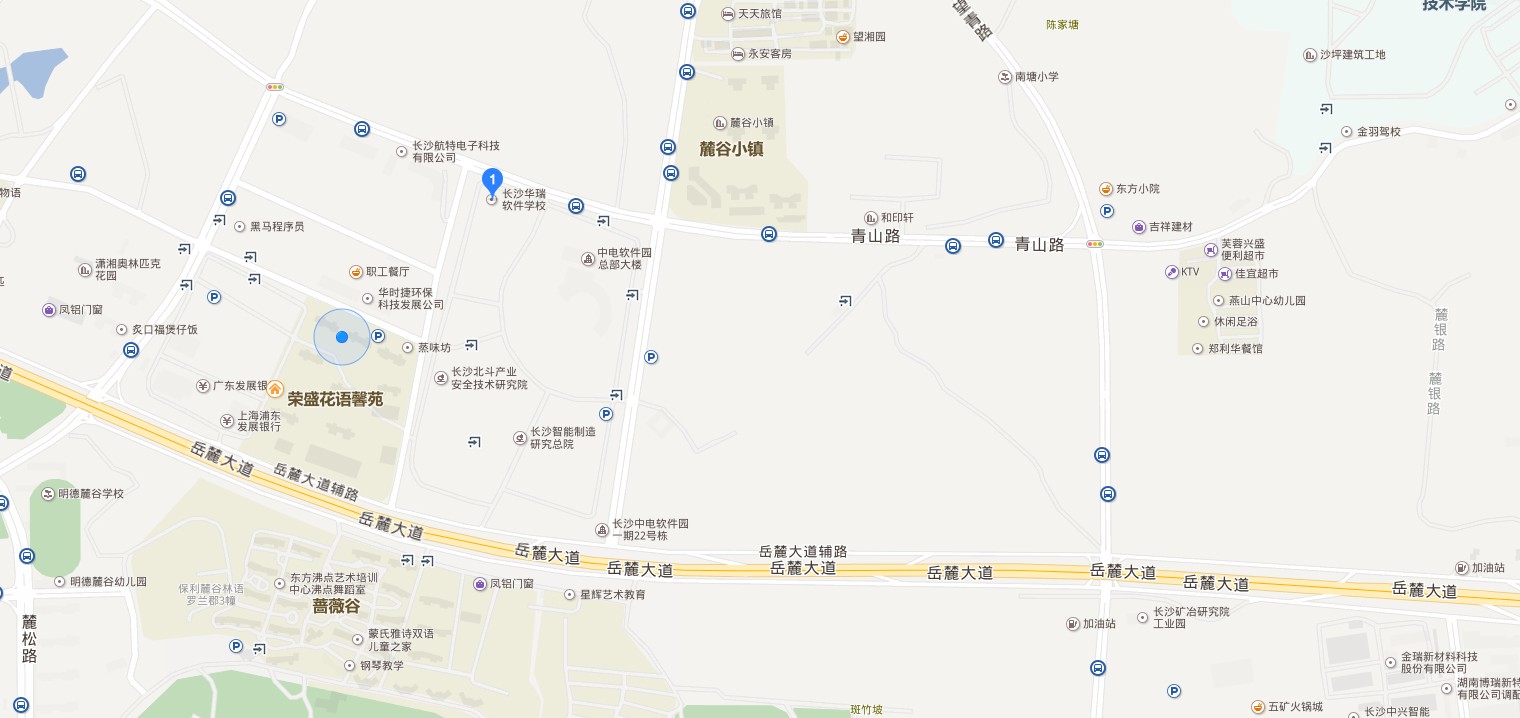 天天旅馆
望湘园
永安客房
望青路
陈家塘
技术学院
沙坪建筑工地
南塘小学
金羽驾校
麓谷小镇
麓谷小镇
长沙航特电子科技
有限公司
1
长沙华瑞
软件学校
物语
东方小院
吉祥建材
和印轩
青山路
青山路
黑马程序员
中电软件园
总部大楼
芙蓉兴盛
便利超市
KTV
佳宜超市
潇湘奥林匹克
花园
职工餐厅
华时捷环保
科技发展公司
燕山中心幼儿园
凤铝门窗
休闲足浴
炙口福煲仔饭
蒸味坊
郑利华餐馆
麓银路
麓银路
道
广东发展银
长沙北斗产业
安全技术研究院
荣盛花语馨苑
上海浦东
发展银行
长沙智能制造
研究总院
岳麓大道
岳麓大道辅路
明德麓谷学校
岳麓大道
长沙中电软件园
一期22号栋
岳麓大道
岳麓大道辅路
岳麓大道
岳麓大道
岳麓大道
岳麓大道
岳麓大道
岳麓大道
加油站
明德麓谷幼儿园
保利麓谷林语
罗兰郡3幢
东方沸点艺术培训
中心沸点舞蹈室
蔷薇谷
凤铝门窗
星辉艺术教育
加油站
长沙矿冶研究院
工业园
麓松路
蒙氏雅诗双语
儿童之家
钢琴教学
金瑞新材料科技
股份有限公司
湖南博瑞新特
有限公司调配
斑竹坡
五矿火锅城
长沙中兴智能